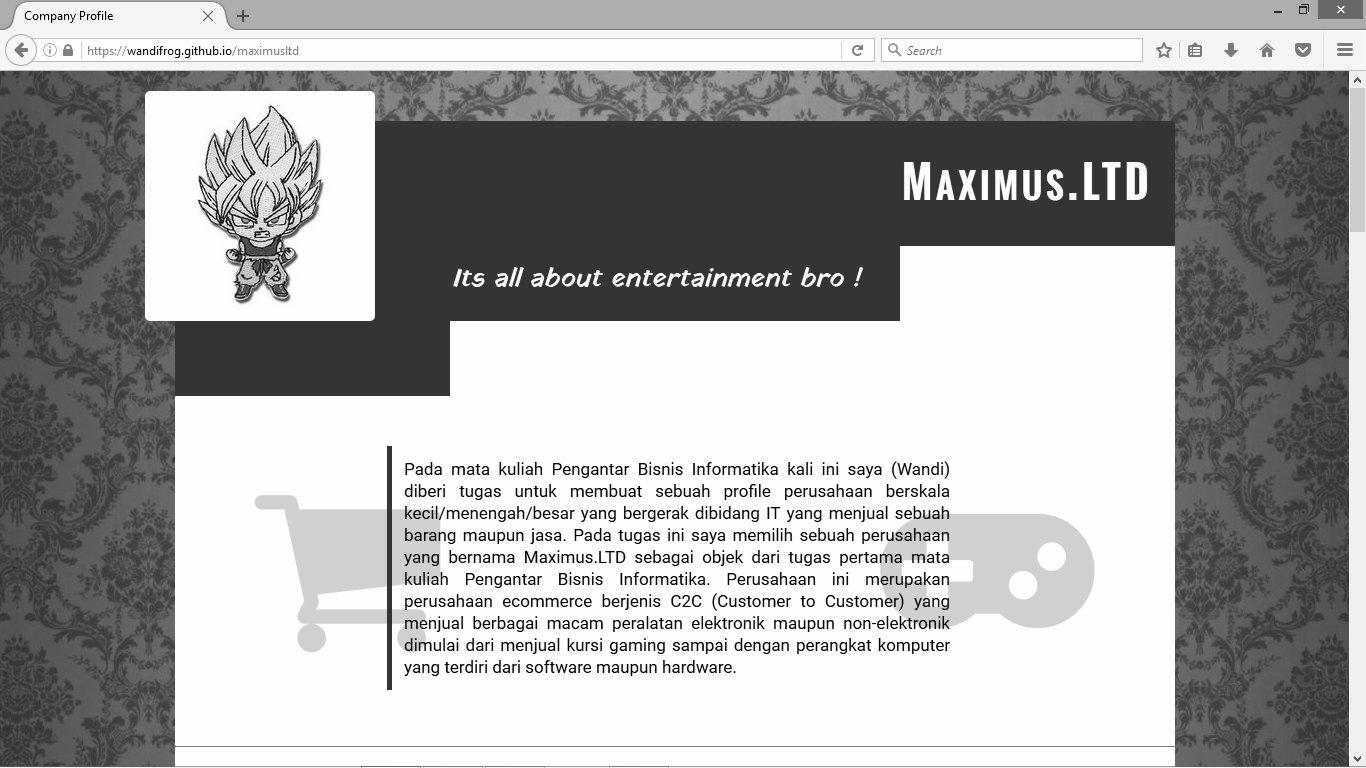 Company Profile
https://wandifrog.github.io/maximusltd
Search
Maximus.LTD
Its all about entertainment bro !
Pada mata kuliah Pengantar Bisnis Informatika kali ini saya (Wandi)
diberi tugas untuk membuat sebuah profile perusahaan berskala
kecil/menengah/besar yang bergerak dibidang IT yang menjual sebuah
barang maupun jasa. Pada tugas ini saya memilih sebuah perusahaan
yang bernama Maximus.LTD sebagai objek dari tugas pertama mata
kuliah Pengantar Bisnis Informatika. Perusahaan ini merupakan
perusahaan ecommerce berjenis C2C (Customer to Customer) yang
menjual berbagai macam peralatan elektronik maupun non-elektronik
dimulai dari menjual kursi gaming sampai dengan perangkat komputer
yang terdiri dari software maupun hardware.